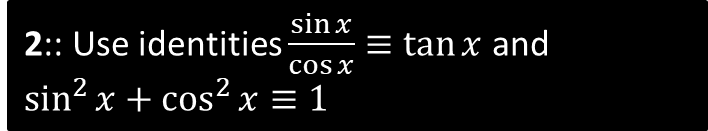 2:: Use identities sin x / cos x ≡ tan x and
sin² x + cos² x ≡ 1